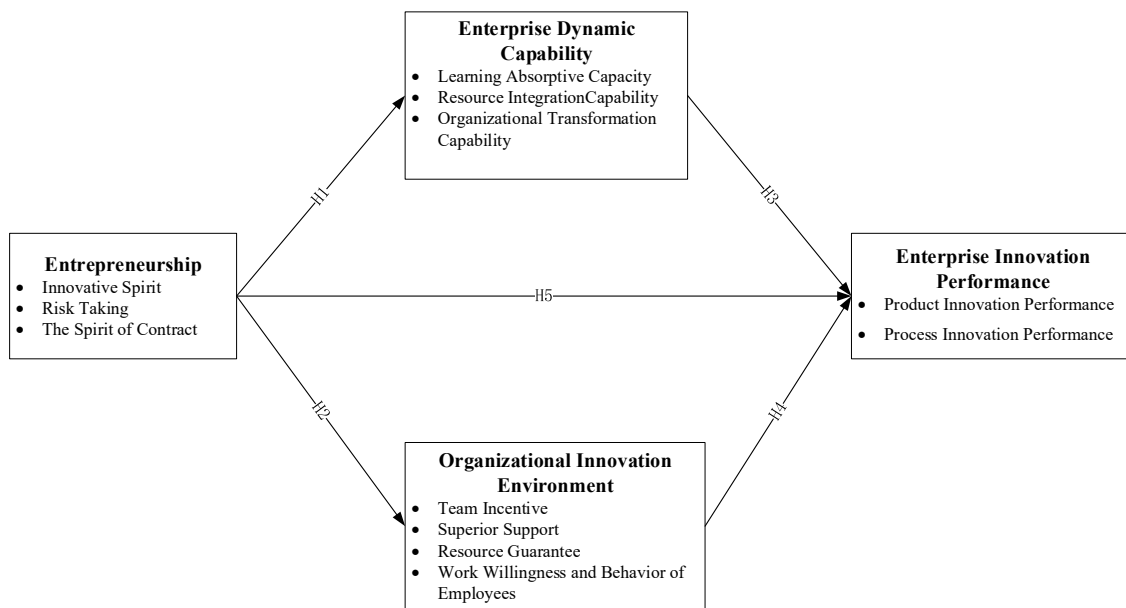 Enterprise Dynamic
Capability
• Learning Absorptive Capacity
• Resource IntegrationCapability
• Organizational Transformation
Capability
H1
H3
Entrepreneurship
• Innovative Spirit
• Risk Taking
• The Spirit of Contract
H5
Enterprise Innovation
Performance
• Product Innovation Performance
• Process Innovation Performance
H2
H4
Organizational Innovation
Environment
• Team Incentive
• Superior Support
• Resource Guarantee
• Work Willingness and Behavior of
Employees